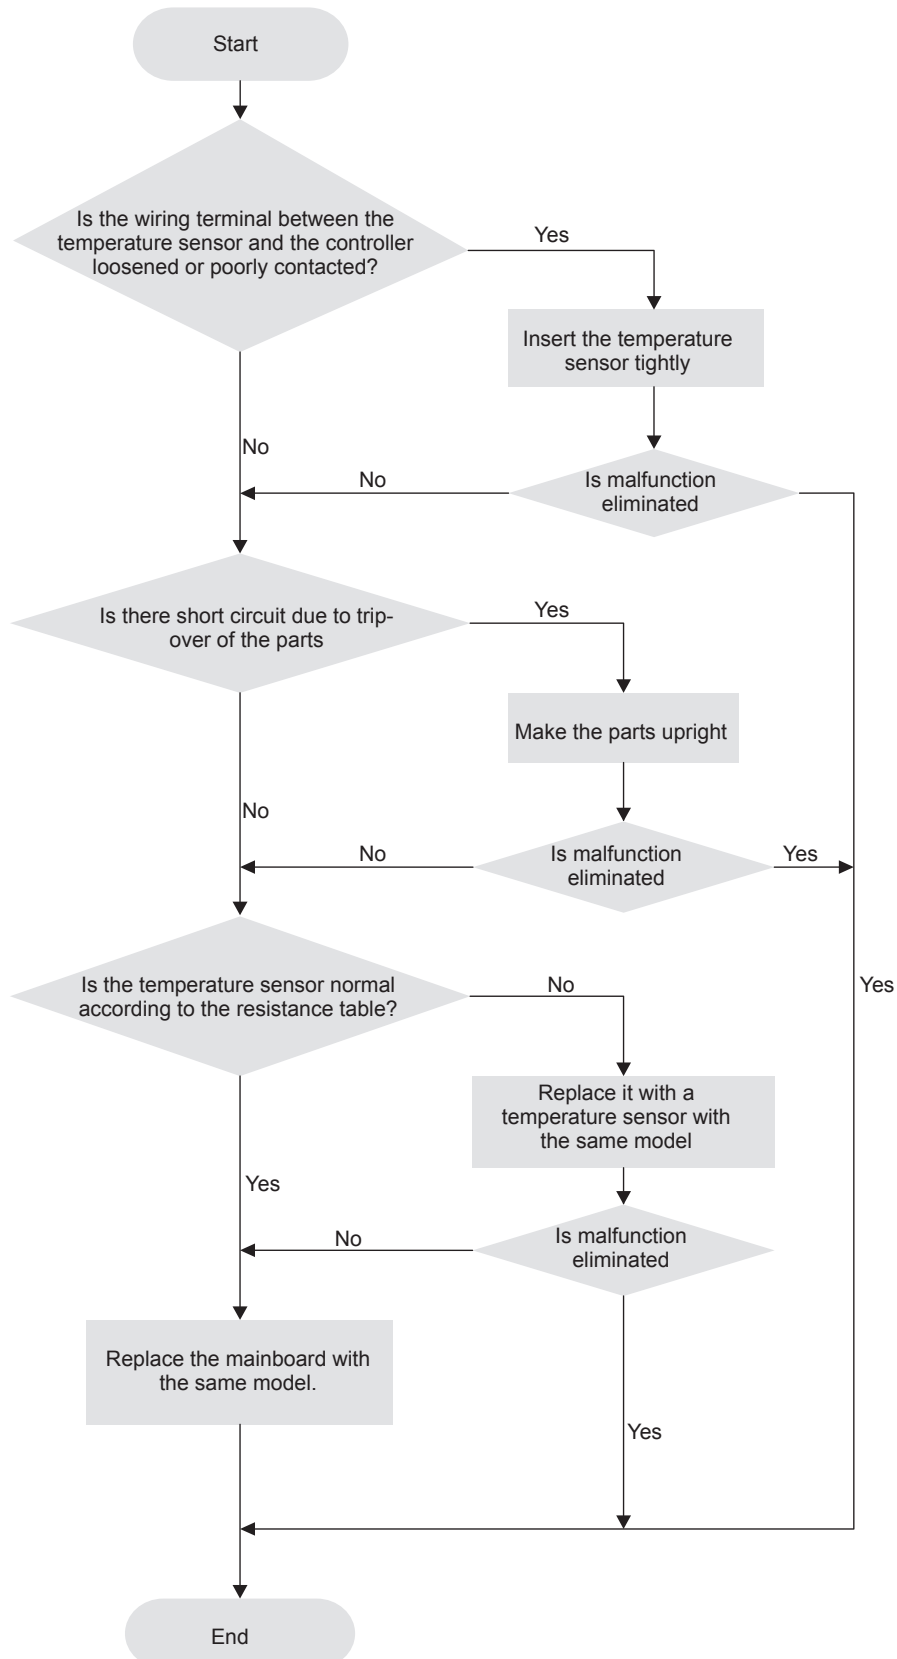 Start
Is the wiring terminal between the
temperature sensor and the controller
loosened or poorly contacted?
Yes
Insert the temperature
sensor tightly
No
No
Is malfunction
eliminated
Is there short circuit due to trip-
over of the parts
Yes
Make the parts upright
No
No
Is malfunction
eliminated
Yes
Is the temperature sensor normal
according to the resistance table?
No
Yes
Replace it with a
temperature sensor with
the same model
Yes
No
Is malfunction
eliminated
Replace the mainboard with
the same model.
Yes
End